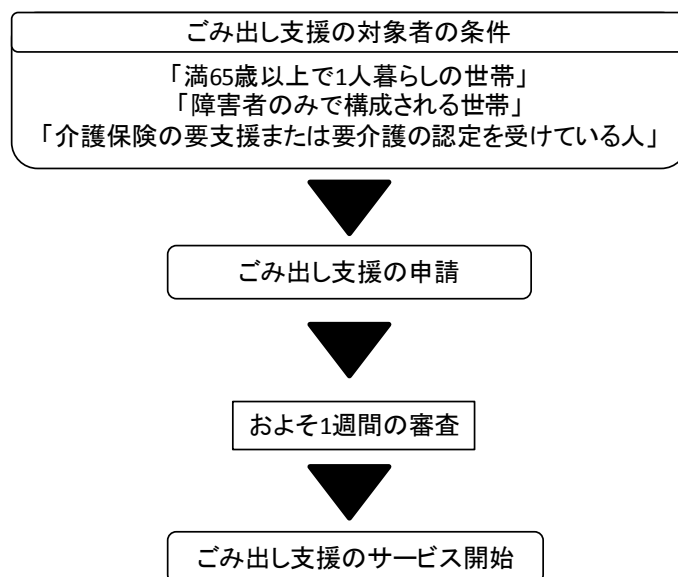 ごみ出し支援の対象者の条件
「満65歳以上で1人暮らしの世帯」
「障害者のみで構成される世帯」
「介護保険の要支援または要介護の認定を受けている人」
ごみ出し支援の申請
およそ1週間の審査
ごみ出し支援のサービス開始